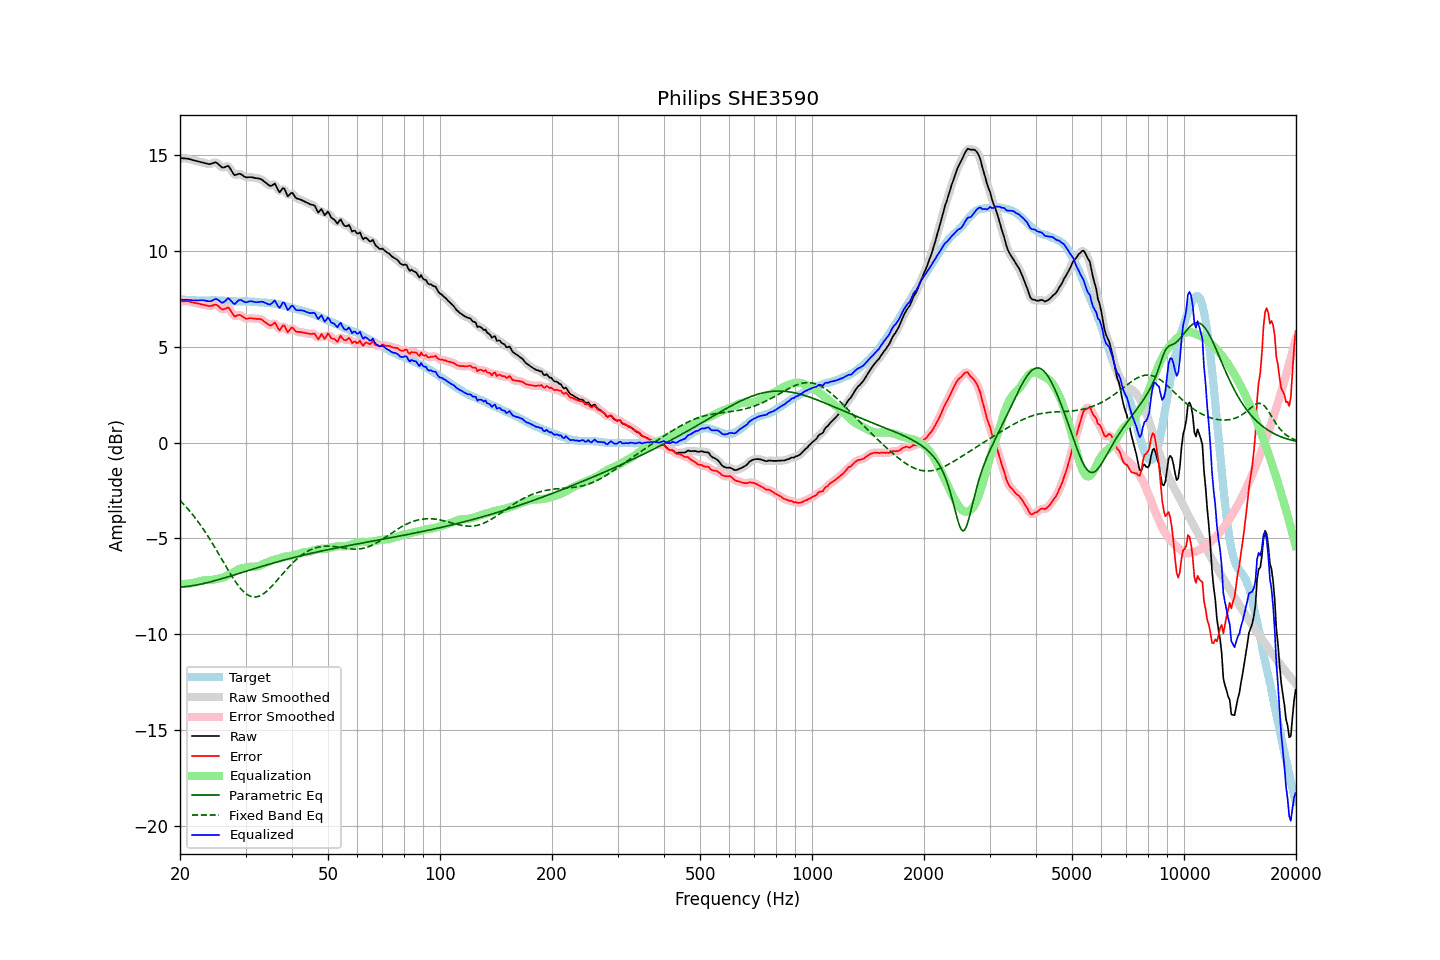 Philips SHE3590
Amplitude (dBr)
15
10
5
0
−5
−10
−15
−20
Target
Raw Smoothed
Error Smoothed
Raw
Error
Equalization
Parametric Eq
Fixed Band Eq
Equalized
20 50 100 200 500 1000 2000 5000 10000 20000
Frequency (Hz)